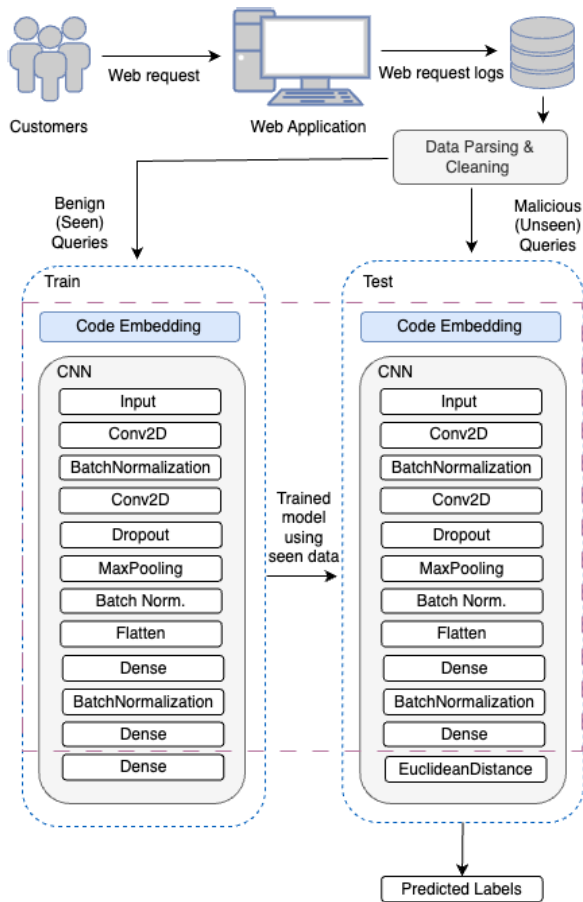 Web request
Web request logs
Customers
Web Application
Data Parsing &
Cleaning
Benign
(Seen)
Queries
Malicious
(Unseen)
Queries
Train
Code Embedding
CNN
Input
Conv2D
BatchNormalization
Conv2D
Dropout
MaxPooling
Batch Norm.
Flatten
Dense
BatchNormalization
Dense
Dense
Trained
model
using
seen data
Test
Code Embedding
CNN
Input
Conv2D
BatchNormalization
Conv2D
Dropout
MaxPooling
Batch Norm.
Flatten
Dense
BatchNormalization
Dense
EuclideanDistance
Predicted Labels